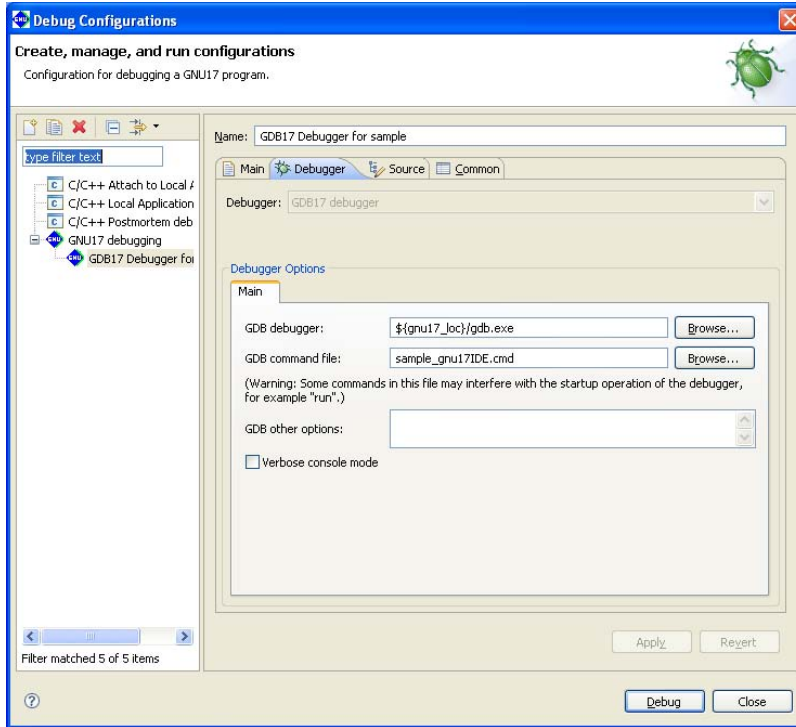 Debug Configurations
Create, manage, and run configurations
Configuration for debugging a GNU17 program.
type filter text
C/C++ Attach to Local A
C/C++ Local Application
C/C++ Postmortem deb
GNU17 debugging
GDB17 Debugger for
Filter matched 5 of 5 items
Name: GDB17 Debugger for sample
Main Debugger Source Common
Debugger: GDB17 debugger
Debugger Options
Main
GDB debugger: ${gnu17_loc}/gdb.exe Browse...
GDB command file: sample_gnu17IDE.cmd Browse...
(Warning: Some commands in this file may interfere with the startup operation of the debugger,
for example "run".)
GDB other options:
Verbose console mode
Apply Revert
Debug Close